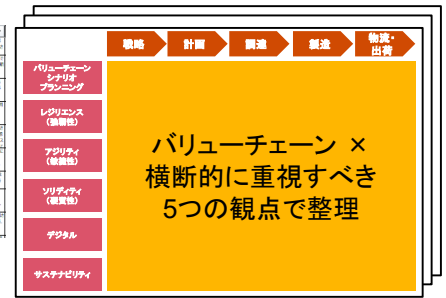 戦略
計画
調達
製造
物流・
出荷
バリューチェーン
シナリオ
プランニング
レジリエンス
(強靭性)
アジリティ
(敏捷性)
ソリディティ
(硬質性)
デジタル
サステナビリティ
バリューチェーン ×
横断的に重視すべき
5つの観点で整理